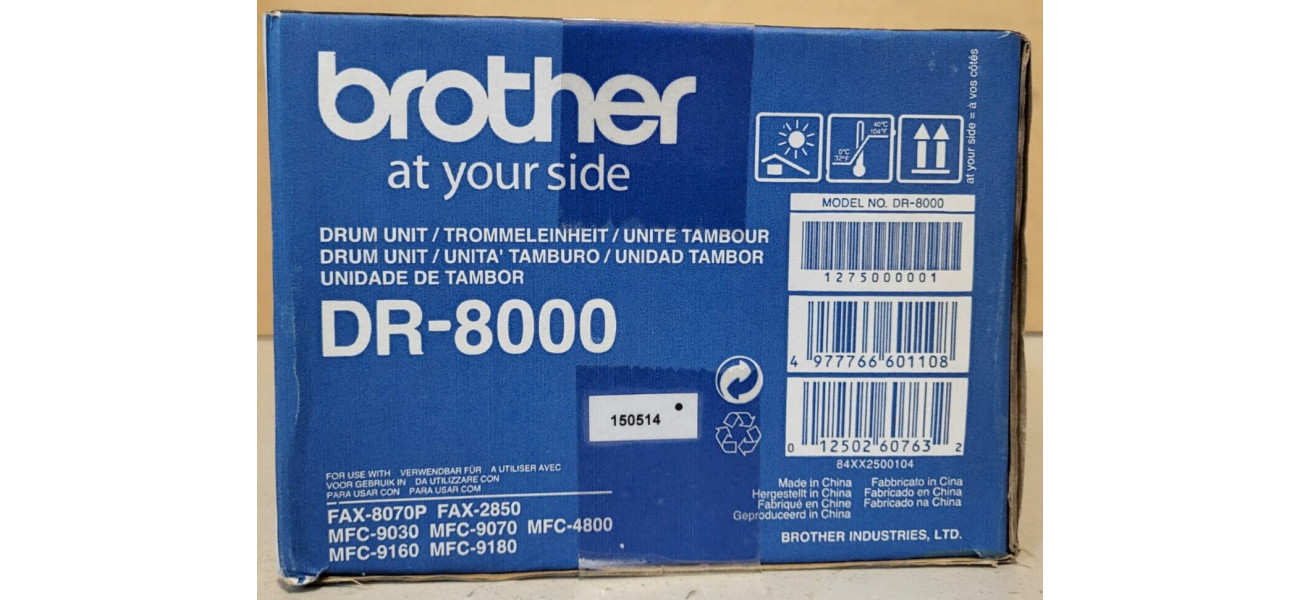 brother
at your side
DRUM UNIT / TROMMELEINHEIT / UNITE TAMBOUR
DRUM UNIT / UNITA' TAMBURO / UNIDAD TAMBOR
UNIDADE DE TAMBOR
DR-8000
150514
FOR USE WITH VERWENDBAR FÜR A UTILISER AVEC
VOOR GEBRUIK IN DA UTILIZZARE CON
PARA USAR CON PARA USAR COM
FAX-8070P FAX-2850
MFC-9030 MFC-9070 MFC-4800
MFC-9160 MFC-9180
40°C
104°F
0°C
32°F
at your side = à vos côtés
MODEL NO. DR-8000
1275000001
4 977766 601108
0 12502 60763 2
84XX2500104
Made in China Fabbricato in Cina
Hergestellt in China Fabricado en China
Fabriqué en Chine Fabricado na China
Geproduceerd in China
BROTHER INDUSTRIES, LTD.